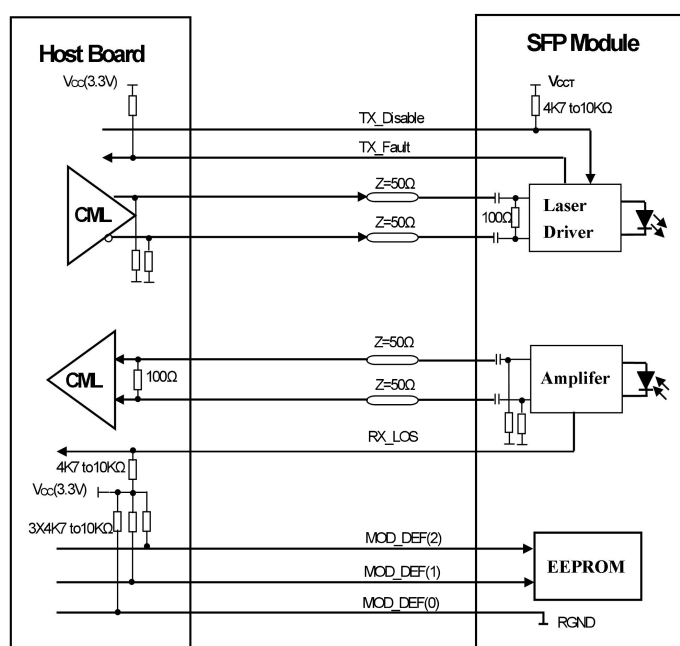 Host Board
SFP Module
Vcc(3.3V)
VccT
4K7 to10KΩ
TX_Disable
TX_Fault
Z=50Ω
CML
100Ω
Laser
Driver
Z=50Ω
Z=50Ω
CML
100Ω
Amplifer
Z=50Ω
RX_LOS
4K7 to10KΩ
Vcc(3.3V)
3X4K7 to10KΩ
MOD_DEF(2)
EEPROM
MOD_DEF(1)
MOD_DEF(0)
RGND